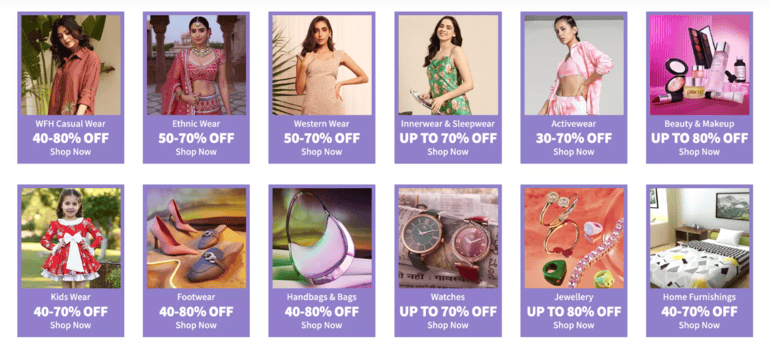 WFH Casual Wear
40-80% OFF
Shop Now
Ethnic Wear
50-70% OFF
Shop Now
Western Wear
50-70% OFF
Shop Now
Innerwear & Sleepwear
UP TO 70% OFF
Shop Now
Activewear
30-70% OFF
Shop Now
Beauty & Makeup
UP TO 80% OFF
Shop Now
Kids Wear
40-70% OFF
Shop Now
Footwear
40-80% OFF
Shop Now
Handbags & Bags
40-80% OFF
Shop Now
Watches
UP TO 70% OFF
Shop Now
Jewellery
UP TO 80% OFF
Shop Now
Home Furnishings
40-70% OFF
Shop Now